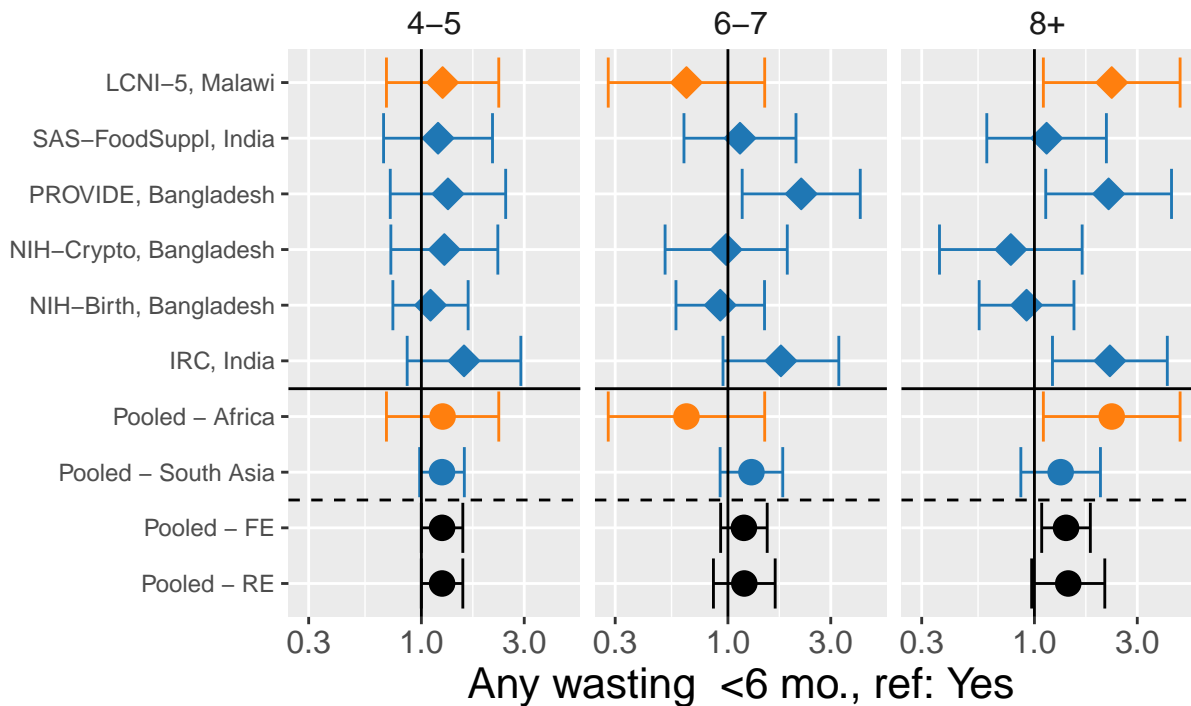 4−5 6−7 8+
LCNI−5, Malawi
SAS−FoodSuppl, India
PROVIDE, Bangladesh
NIH−Crypto, Bangladesh
NIH−Birth, Bangladesh
IRC, India
Pooled − Africa
Pooled − South Asia
Pooled − FE
Pooled − RE
0.3 1.0 3.0 0.3 1.0 3.0 0.3 1.0 3.0
Any wasting <6 mo., ref: Yes